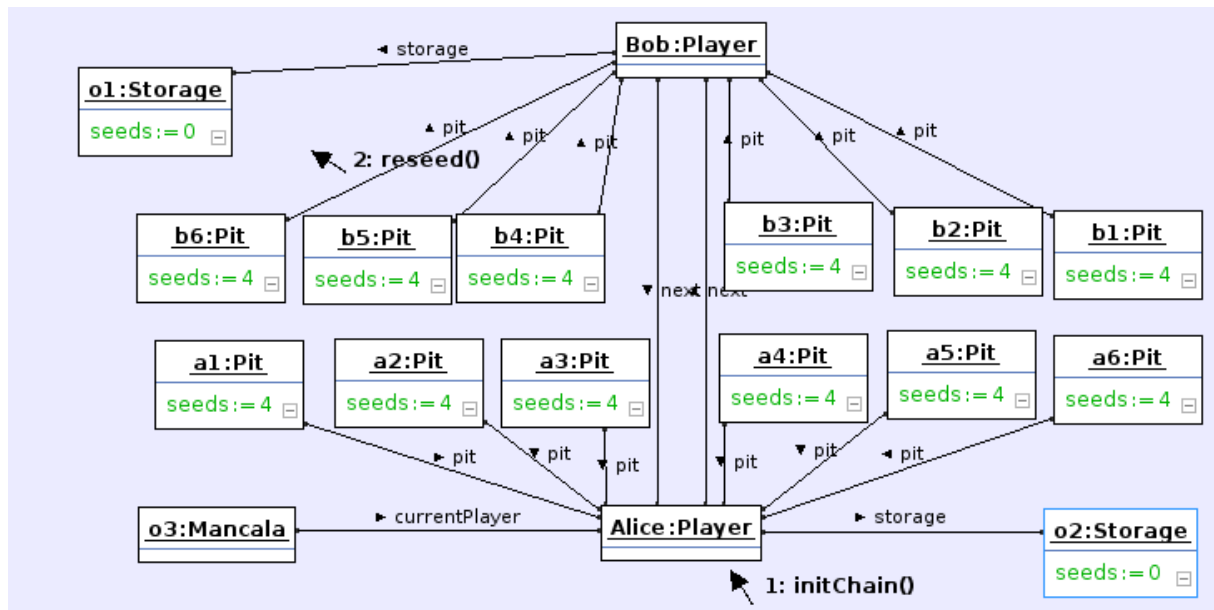 Bob:Player
◄ storage
o1:Storage
seeds:=0
2: reseed()
▲ pit
▲ pit
▲ pit
▲ pit
▲ pit
▲ pit
b6:Pit
seeds:=4
b5:Pit
seeds:=4
b4:Pit
seeds:=4
b3:Pit
seeds:=4
b2:Pit
seeds:=4
b1:Pit
seeds:=4
▼ next
next
a1:Pit
seeds:=4
a2:Pit
seeds:=4
a3:Pit
seeds:=4
a4:Pit
seeds:=4
a5:Pit
seeds:=4
a6:Pit
seeds:=4
► pit
▼ pit
▼ pit
▼ pit
▼ pit
◄ pit
o3:Mancala
► currentPlayer
Alice:Player
► storage
o2:Storage
seeds:=0
1: initChain()